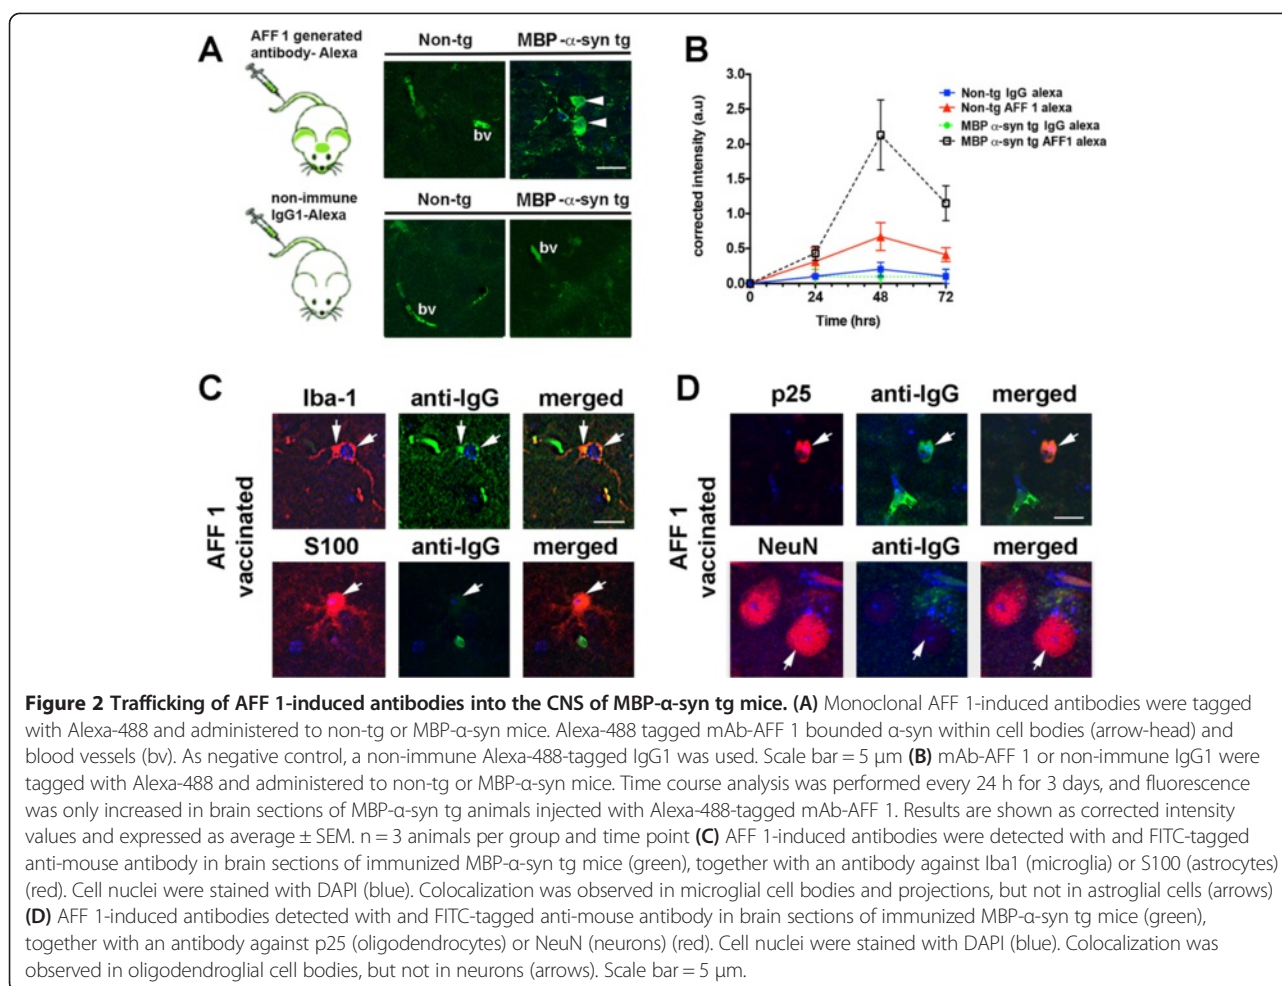 A
AFF 1 generated
antibody- Alexa
Non-tg
MBP-α-syn tg
bv
non-immune
IgG1-Alexa
Non-tg
MBP-α-syn tg
bv
bv
B
corrected intensity (a.u)
3.0
2.5
2.0
1.5
1.0
0.5
0.0
0
24
48
72
Time (hrs)
Non-tg IgG alexa
Non-tg AFF 1 alexa
MBP α-syn tg IgG alexa
MBP α-syn tg AFF1 alexa
C
Iba-1
anti-IgG
merged
AFF 1
vaccinated
S100
anti-IgG
merged
D
p25
anti-IgG
merged
AFF 1
vaccinated
NeuN
anti-IgG
merged
Figure 2 Trafficking of AFF 1-induced antibodies into the CNS of MBP-α-syn tg mice. (A) Monoclonal AFF 1-induced antibodies were tagged
with Alexa-488 and administered to non-tg or MBP-α-syn mice. Alexa-488 tagged mAb-AFF 1 bounded α-syn within cell bodies (arrow-head) and
blood vessels (bv). As negative control, a non-immune Alexa-488-tagged IgG1 was used. Scale bar = 5 μm (B) mAb-AFF 1 or non-immune IgG1 were
tagged with Alexa-488 and administered to non-tg or MBP-α-syn mice. Time course analysis was performed every 24 h for 3 days, and fluorescence
was only increased in brain sections of MBP-α-syn tg animals injected with Alexa-488-tagged mAb-AFF 1. Results are shown as corrected intensity
values and expressed as average ± SEM. n = 3 animals per group and time point (C) AFF 1-induced antibodies were detected with and FITC-tagged
anti-mouse antibody in brain sections of immunized MBP-α-syn tg mice (green), together with an antibody against Iba1 (microglia) or S100 (astrocytes)
(red). Cell nuclei were stained with DAPI (blue). Colocalization was observed in microglial cell bodies and projections, but not in astroglial cells (arrows)
(D) AFF 1-induced antibodies detected with and FITC-tagged anti-mouse antibody in brain sections of immunized MBP-α-syn tg mice (green),
together with an antibody against p25 (oligodendrocytes) or NeuN (neurons) (red). Cell nuclei were stained with DAPI (blue). Colocalization was
observed in oligodendroglial cell bodies, but not in neurons (arrows). Scale bar = 5 μm.